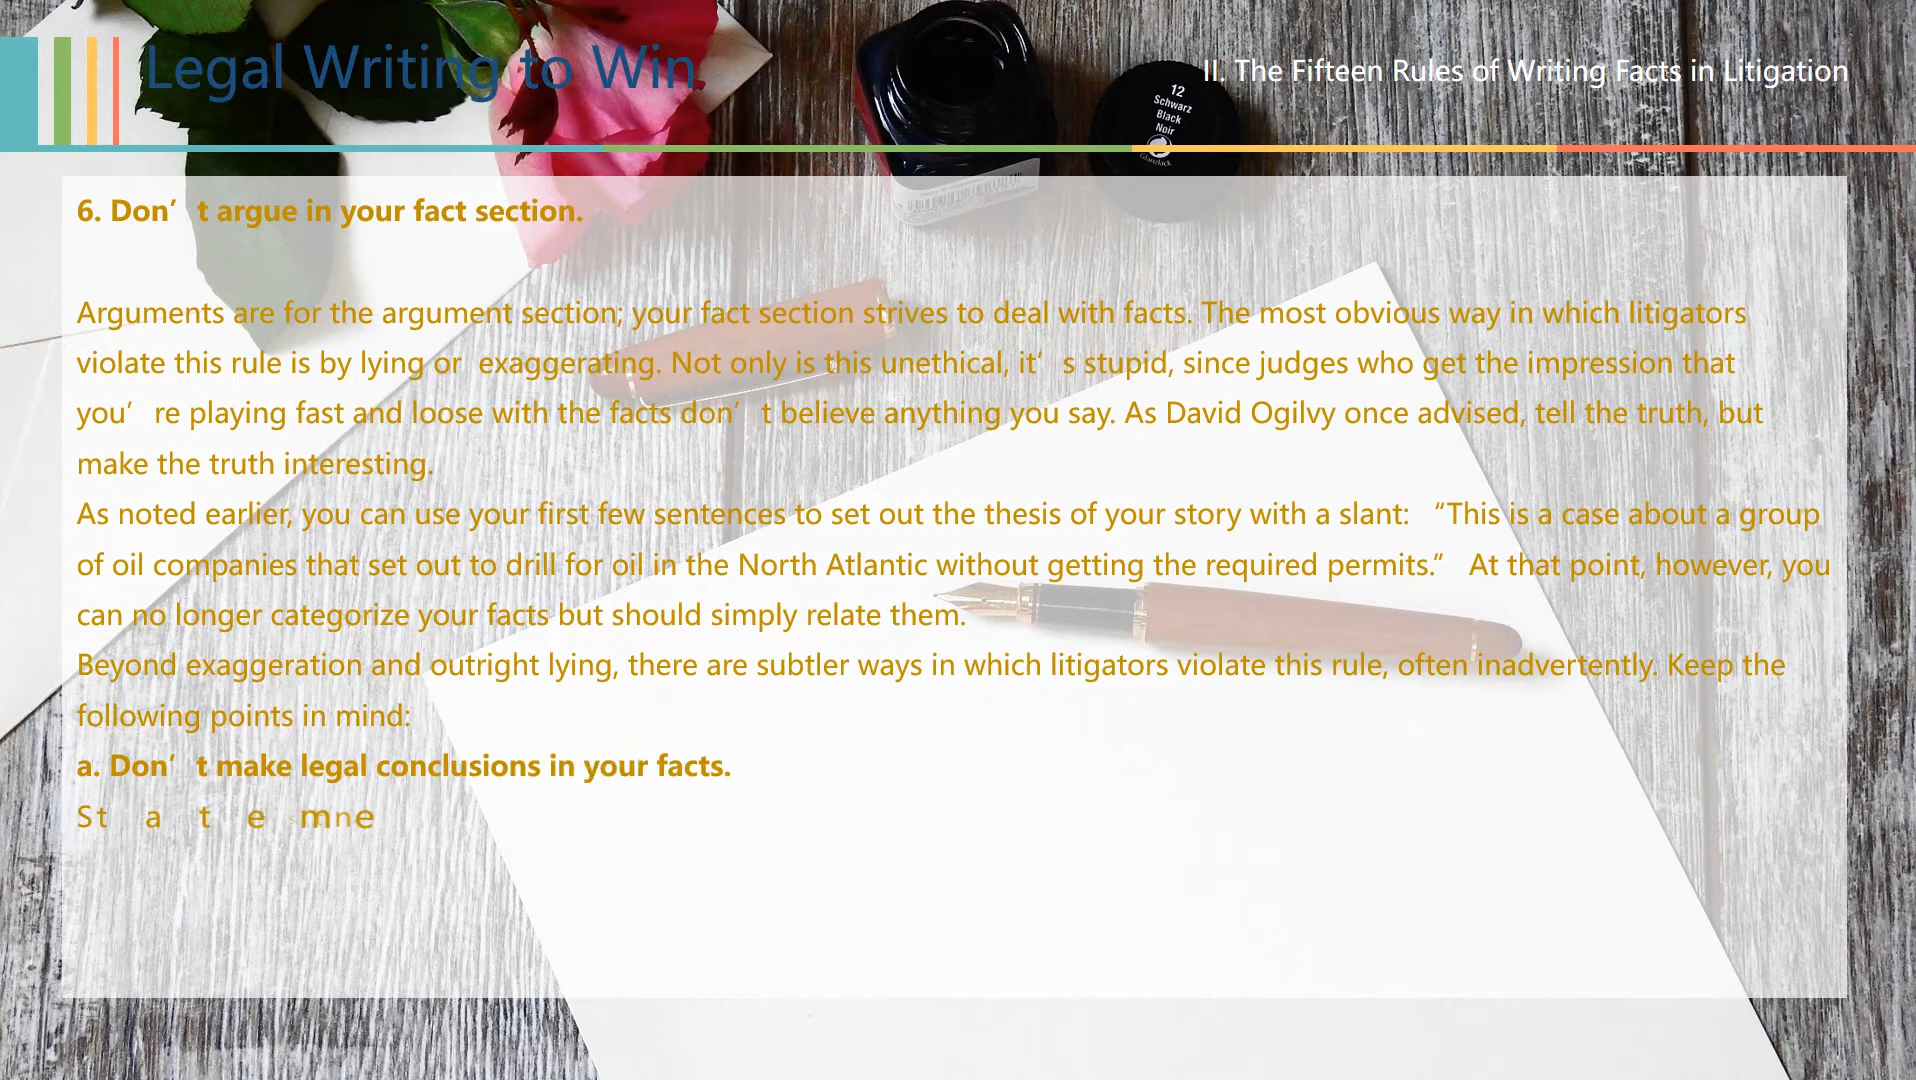 Legal Writing to Win
II. The Fifteen Rules of Writing Facts in Litigation
12
Schwarz
Black
Noir
6. Don’t argue in your fact section.
Arguments are for the argument section; your fact section strives to deal with facts. The most obvious way in which litigators
violate this rule is by lying or exaggerating. Not only is this unethical, it’s stupid, since judges who get the impression that
you’re playing fast and loose with the facts don’t believe anything you say. As David Ogilvy once advised, tell the truth, but
make the truth interesting.
As noted earlier, you can use your first few sentences to set out the thesis of your story with a slant: “This is a case about a group
of oil companies that set out to drill for oil in the North Atlantic without getting the required permits.” At that point, however, you
can no longer categorize your facts but should simply relate them.
Beyond exaggeration and outright lying, there are subtler ways in which litigators violate this rule, often inadvertently. Keep the
following points in mind:
a. Don’t make legal conclusions in your facts.